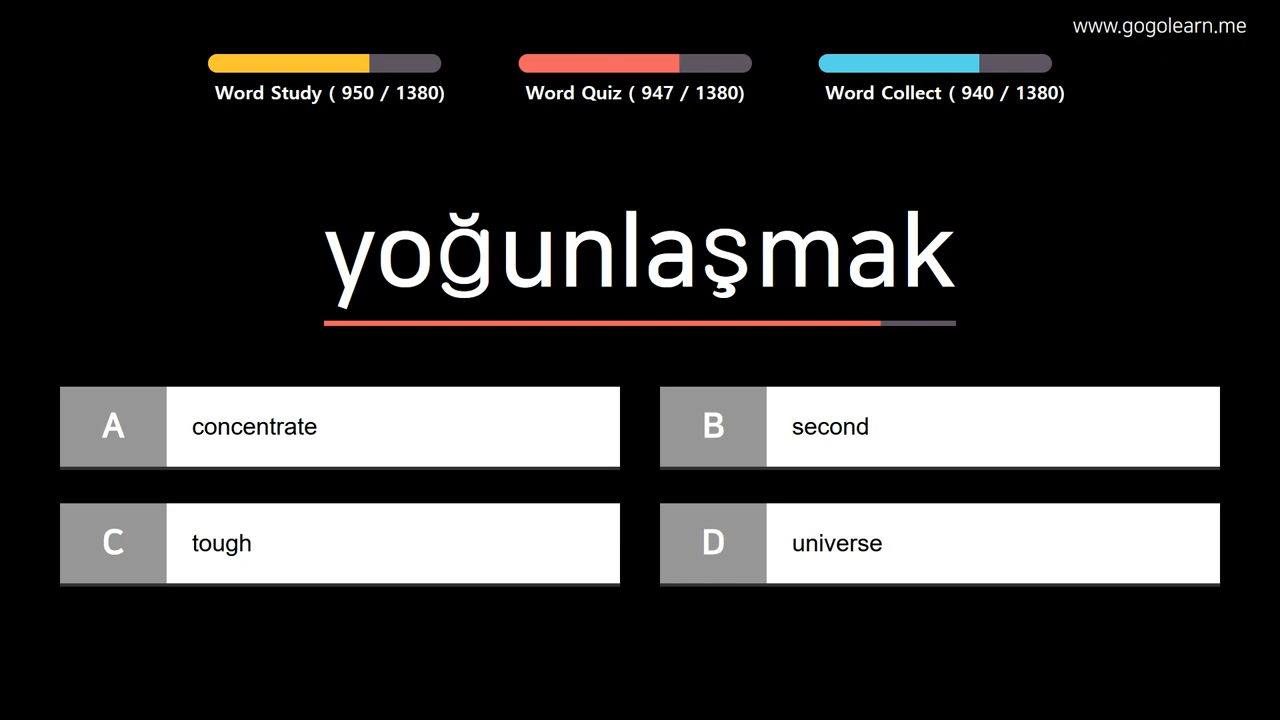 www.gogolearn.me
Word Study ( 950 / 1380)
Word Quiz ( 947 / 1380)
Word Collect ( 940 / 1380)
yoğunlaşmak
A concentrate
B second
C tough
D universe